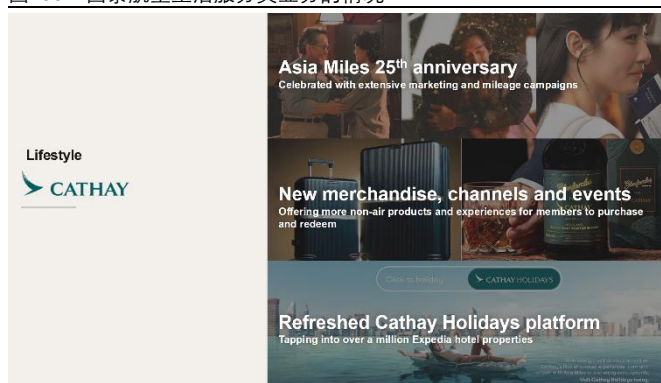 Lifestyle
CATHAY
Asia Miles 25th anniversary
Celebrated with extensive marketing and mileage campaigns
New merchandise, channels and events
Offering more non-air products and experiences for members to purchase
and redeem
CATHAY HOLIDAYS
Refreshed Cathay Holidays platform
Tapping into over a million Expedia hotel properties